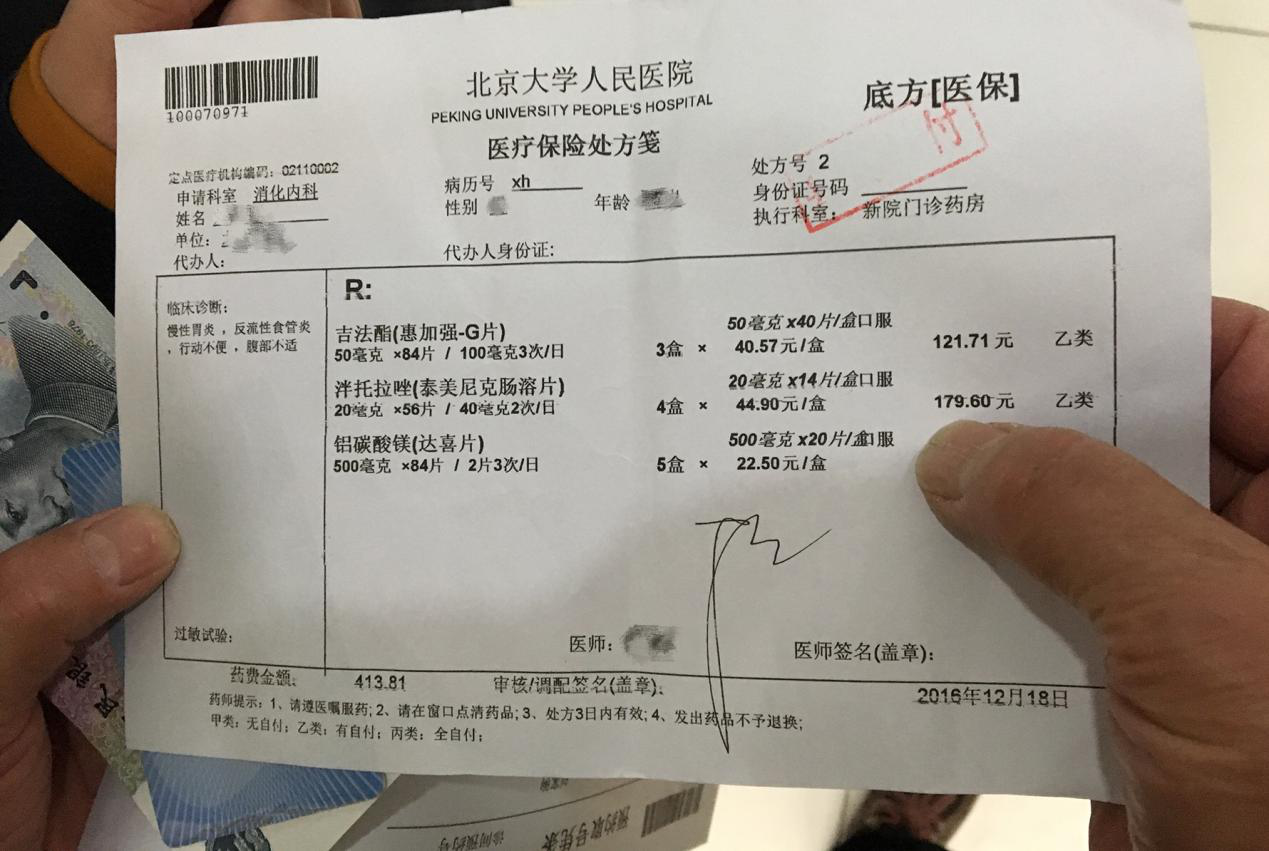 100070971
北京大学人民医院
PEKING UNIVERSITY PEOPLE'S HOSPITAL
医疗保险处方笺
底方[医保]
付
定点医疗机构编码：02110002
申请科室 消化内科
姓名
单位：
代办人：
病历号 xh
性别
年龄
代办人身份证:
处方号 2
身份证号码
执行科室： 新院门诊药房
临床诊断：
慢性胃炎 ，反流性食管炎
，行动不便 ，腹部不适
过敏试验：
R:
吉法酯(惠加强-G片) 50毫克x40片/盒口服
50毫克 ×84片 / 100毫克3次/日 3盒 × 40.57元/盒 121.71 元 乙类
泮托拉唑(泰美尼克肠溶片) 20毫克x14片/盒口服
20毫克 ×56片 / 40毫克2次/日 4盒 × 44.90元/盒 179.60 元 乙类
铝碳酸镁(达喜片) 500毫克x20片/盒口服
500毫克 ×84片 / 2片3次/日 5盒 × 22.50元/盒
医师： 医师签名(盖章)：
药费金额： 413.81 审核/调配签名(盖章)： 2016年12月18日
药师提示：1、请遵医嘱服药; 2、请在窗口点清药品; 3、处方3日内有效; 4、发出药品不予退换;
甲类：无自付；乙类：有自付；丙类：全自付；
预约取号凭条